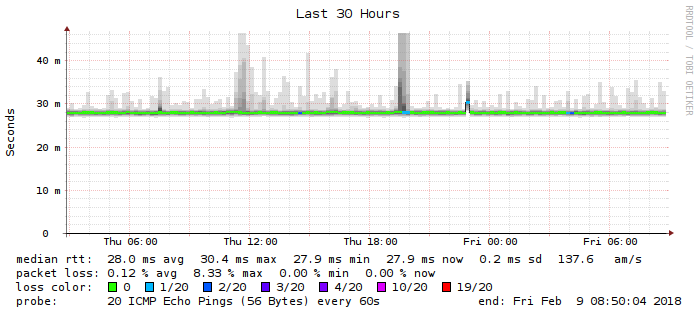 Last 30 Hours
RRDTOOL / TOBI OETIKER
Seconds
40 m
30 m
20 m
10 m
0
Thu 06:00 Thu 12:00 Thu 18:00 Fri 00:00 Fri 06:00
median rtt: 28.0 ms avg 30.4 ms max 27.9 ms min 27.9 ms now 0.2 ms sd 137.6 am/s
packet loss: 0.12 % avg 8.33 % max 0.00 % min 0.00 % now
loss color: 0 1/20 2/20 3/20 4/20 10/20 19/20
probe: 20 ICMP Echo Pings (56 Bytes) every 60s end: Fri Feb 9 08:50:04 2018